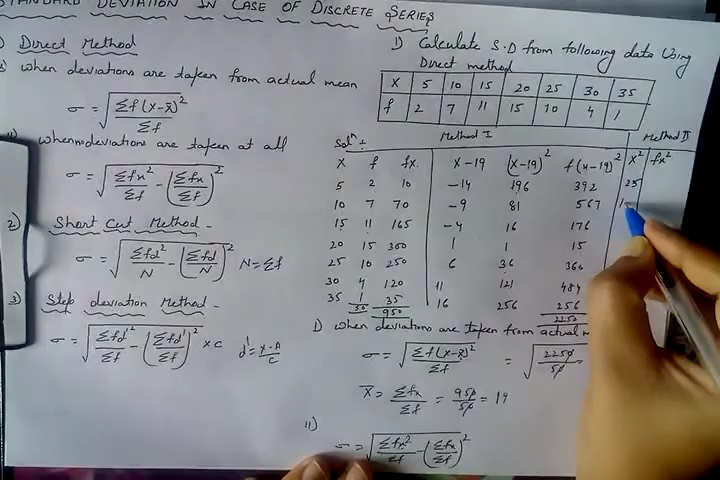 STANDARD DEVIATION IN CASE OF DISCRETE SERIES
Direct Method
when deviations are taken from actual mean
σ = √(Σf(X-x̄)² / Σf)
when no deviations are taken at all
σ = √(Σfx²/Σf - (Σfx/Σf)²)
2) Short Cut Method -
σ = √(Σfd²/N - (Σfd/N)²) N = Σf
3) Step deviation Method -
σ = √(Σfd'²/Σf - (Σfd'/Σf)²) × c d' = x-A/c
1) Calculate S.D from following data Using
Direct method
X 5 10 15 20 25 30 35
f 2 7 11 15 10 4 1
Solⁿ: Method I Method II
X f fx X-19 (X-19)² f(x-19)² X² fx²
5 2 10 -14 196 392 25
10 7 70 -9 81 567 1
15 11 165 -4 16 176
20 15 300 1 1 15
25 10 250 6 36 360
30 4 120 11 121 484
35 1 35 16 256 256
50 950 2250
1) when deviations are taken from actual
σ = √(Σf(X-x̄)² / Σf) = √(2250/50) =
X̄ = Σfx/Σf = 950/50 = 19
11)
σ = √(Σfx²/Σf - (Σfx/Σf)²)